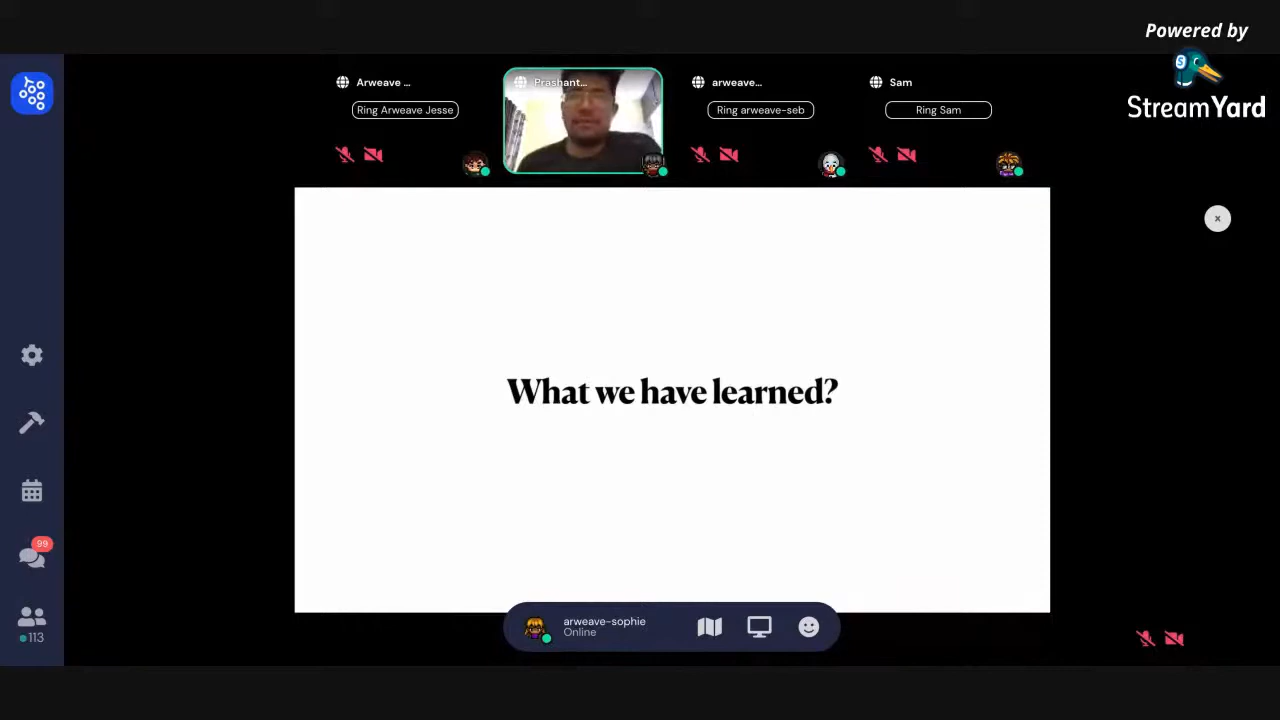 Powered by
StreamYard
Arweave ...
Ring Arweave Jesse
Prashant...
arweave...
Ring arweave-seb
Sam
Ring Sam
What we have learned?
99
113
arweave-sophie
Online